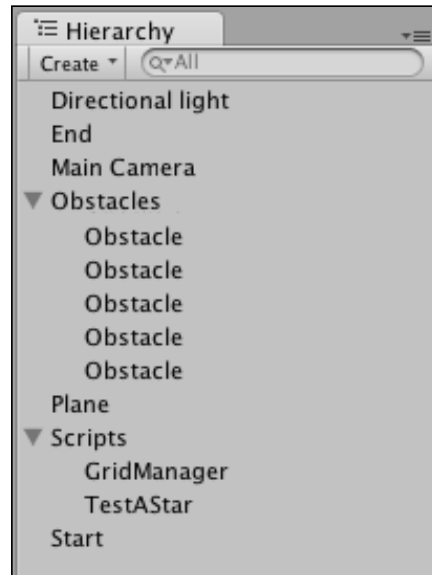 Hierarchy
Create All
Directional light
End
Main Camera
Obstacles
Obstacle
Obstacle
Obstacle
Obstacle
Obstacle
Plane
Scripts
GridManager
TestAStar
Start